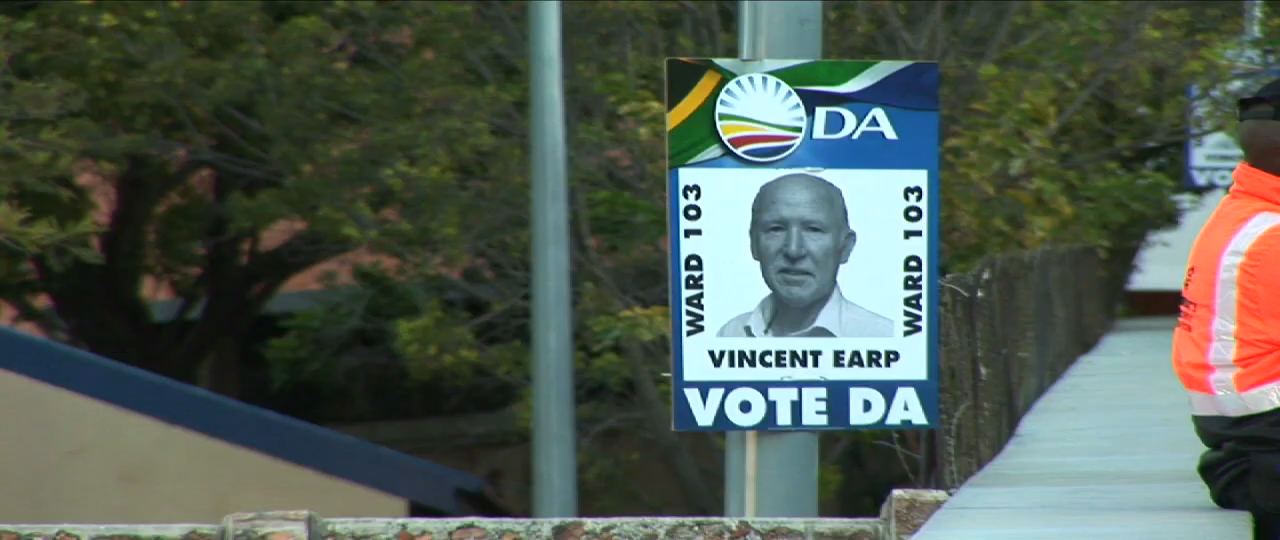 DA
WARD 103
WARD 103
VINCENT EARP
VOTE DA